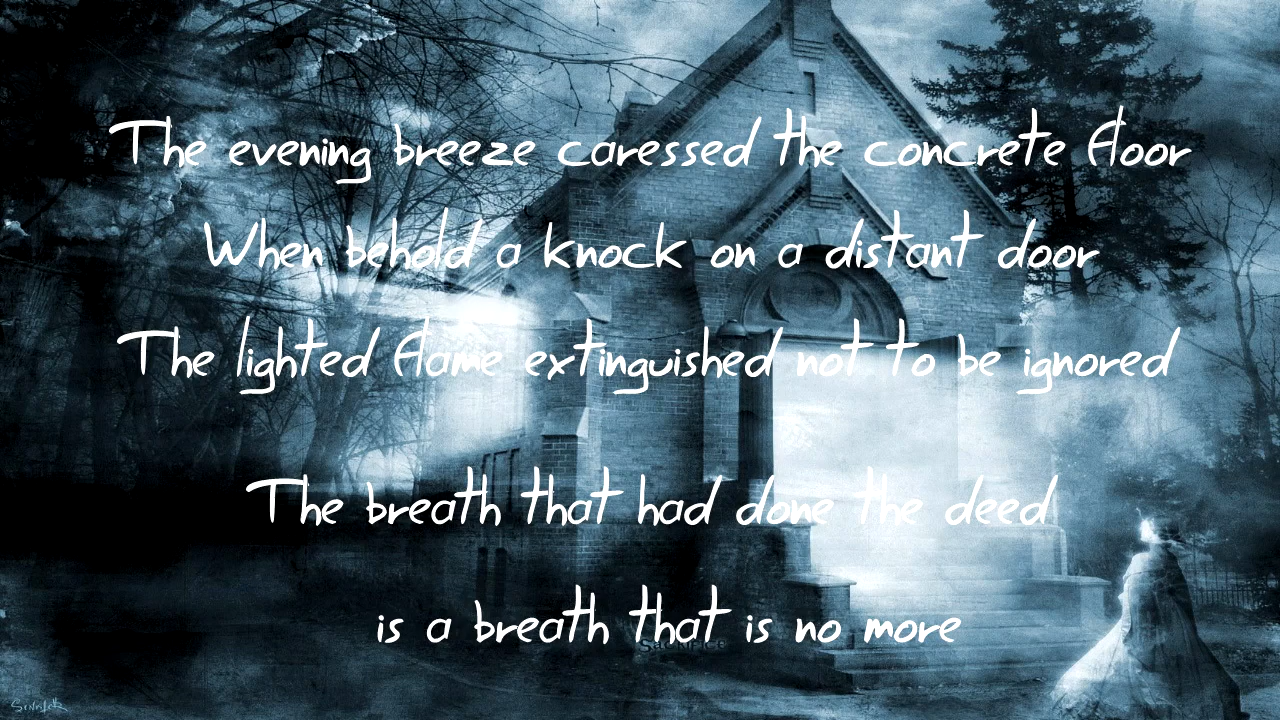 The evening breeze caressed the concrete floor
When behold a knock on a distant door
The lighted flame extinguished not to be ignored
The breath that had done the deed
is a breath that is no more
Sacrifice